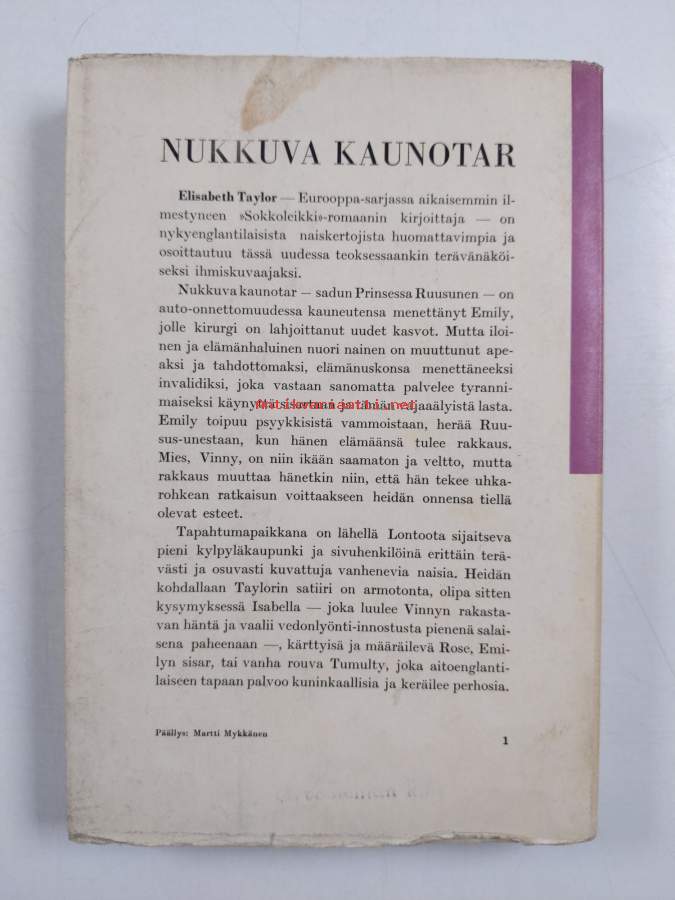 NUKKUVA KAUNOTAR
Elisabeth Taylor — Eurooppa-sarjassa aikaisemmin il-
mestyneen »Sokkoleikki»-romaanin kirjoittaja — on
nykyenglantilaisista naiskertojista huomattavimpia ja
osoittautuu tässä uudessa teoksessaankin terävänäköi-
seksi ihmiskuvaajaksi.
Nukkuva kaunotar — sadun Prinsessa Ruusunen — on
auto-onnettomuudessa kauneutensa menettänyt Emily,
jolle kirurgi on lahjoittanut uudet kasvot. Mutta iloi-
nen ja elämänhaluinen nuori nainen on muuttunut ape-
aksi ja tahdottomaksi, elämänuskonsa menettäneeksi
invalidiksi, joka vastaan sanomatta palvelee tyranni-
maiseksi käynyttä sisartaan ja tämän vajaaälyistä lasta.
Emily toipuu psyykkisistä vammoistaan, herää Ruu-
sus-unestaan, kun hänen elämäänsä tulee rakkaus.
Mies, Vinny, on niin ikään saamaton ja veltto, mutta
rakkaus muuttaa hänetkin niin, että hän tekee uhka-
rohkean ratkaisun voittaakseen heidän onnensa tiellä
olevat esteet.
Tapahtumapaikkana on lähellä Lontoota sijaitseva
pieni kylpyläkaupunki ja sivuhenkilöinä erittäin terä-
västi ja osuvasti kuvattuja vanhenevia naisia. Heidän
kohdallaan Taylorin satiiri on armotonta, olipa sitten
kysymyksessä Isabella — joka luulee Vinnyn rakasta-
van häntä ja vaalii vedonlyönti-innostusta pienenä salai-
sena paheenaan —, kärttyisä ja määräilevä Rose, Emi-
lyn sisar, tai vanha rouva Tumulty, joka aitoenglanti-
laiseen tapaan palvoo kuninkaallisia ja keräilee perhosia.
Päällys: Martti Mykkänen
1